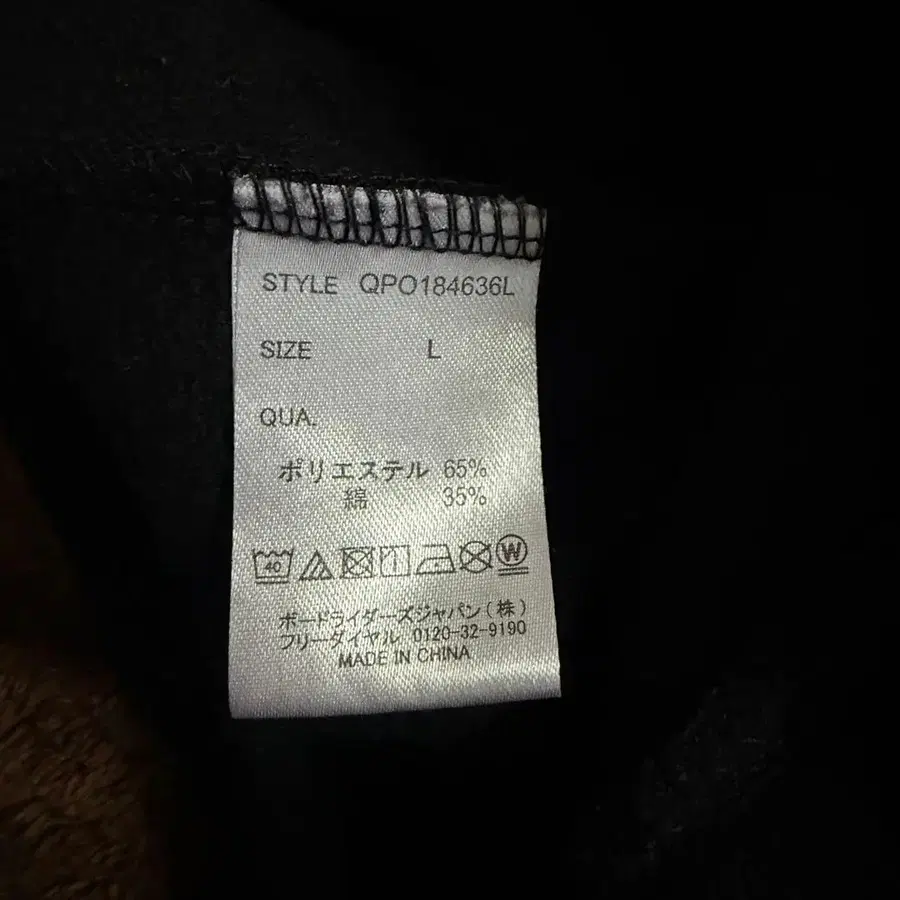 STYLE QPO184636L
SIZE L
QUA.
ポリエステル 65%
綿 35%
40 W
ボードライダーズジャパン(株)
フリーダイヤル 0120-32-9190
MADE IN CHINA